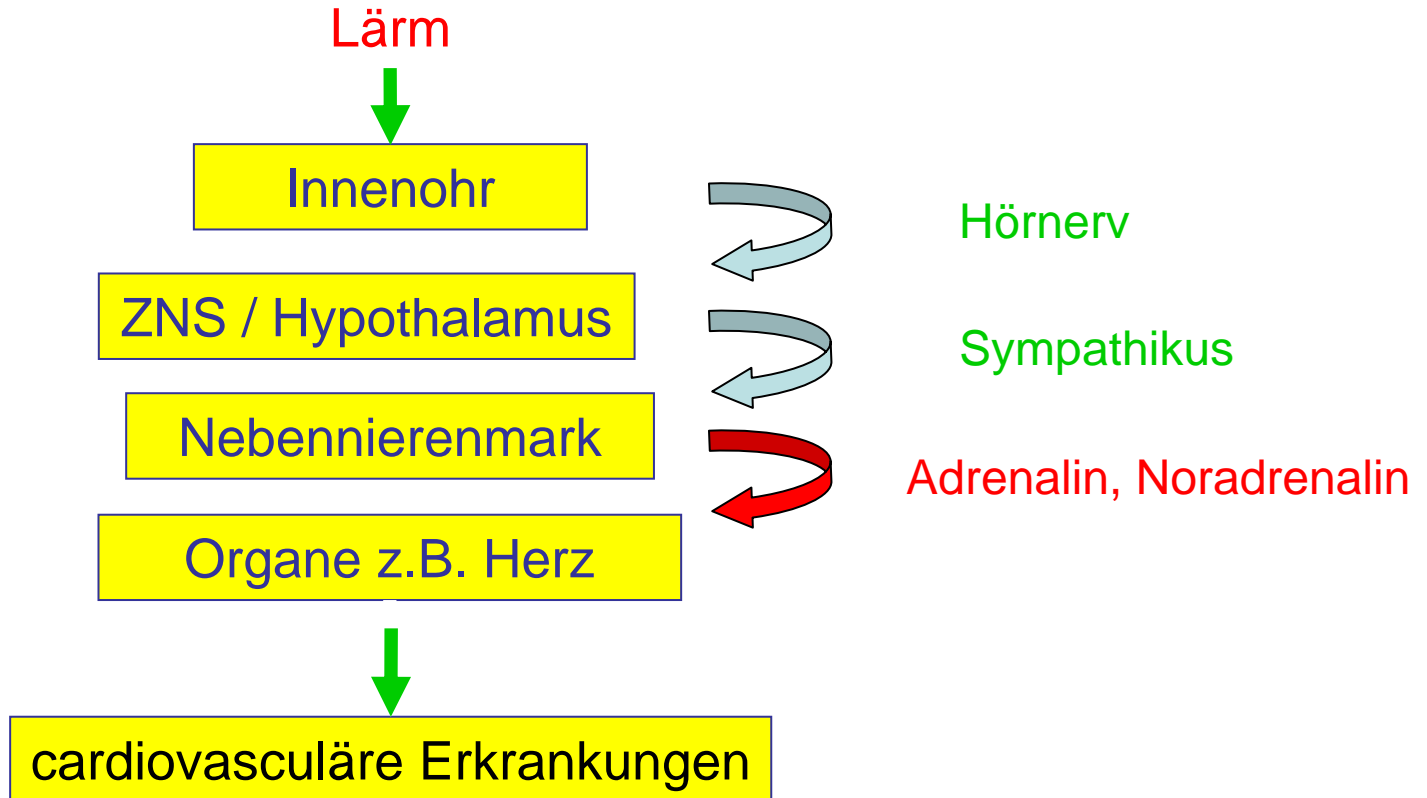 Lärm
Innenohr
Hörnerv
ZNS / Hypothalamus
Sympathikus
Nebennierenmark
Adrenalin, Noradrenalin
Organe z.B. Herz
cardiovasculäre Erkrankungen